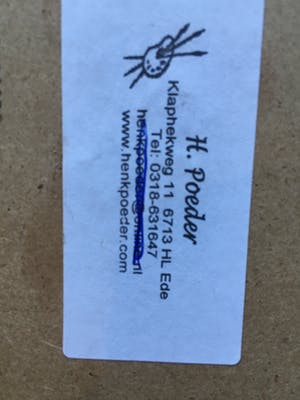 H. Poeder
Klaphekweg 11 6713 HL Ede
Tel: 0318-631647
www.henkpoeder.com